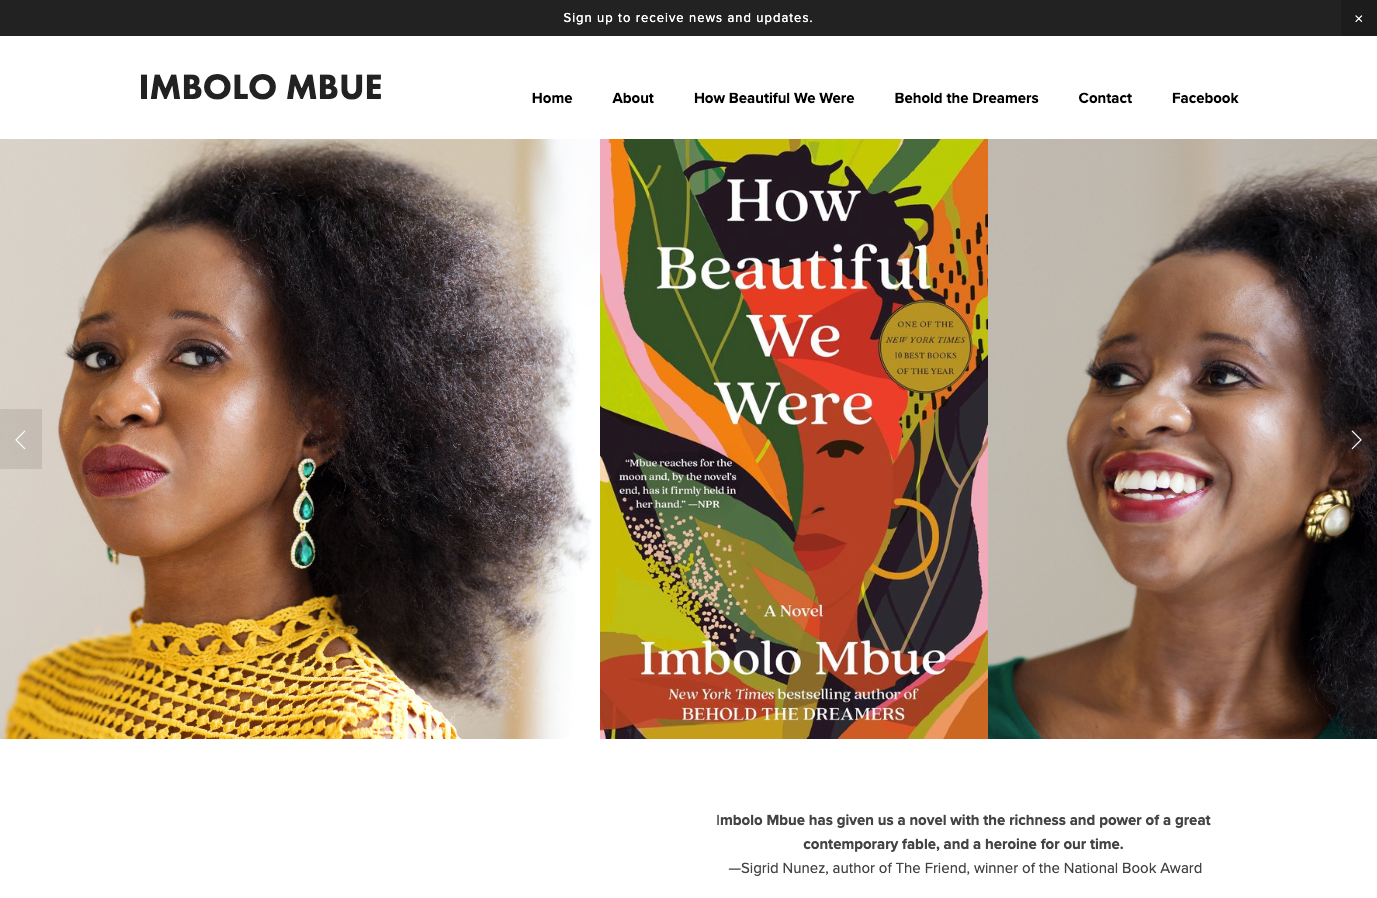 Sign up to receive news and updates.
×
IMBOLO MBUE
Home About How Beautiful We Were Behold the Dreamers Contact Facebook
How
Beautiful
We
Were
ONE OF THE
NEW YORK TIMES
10 BEST BOOKS
OF THE YEAR
“Mbue reaches for the
moon and, by the novel’s
end, has it firmly held in
her hand.” —NPR
A Novel
Imbolo Mbue
New York Times bestselling author of
BEHOLD THE DREAMERS
Imbolo Mbue has given us a novel with the richness and power of a great
contemporary fable, and a heroine for our time.
—Sigrid Nunez, author of The Friend, winner of the National Book Award